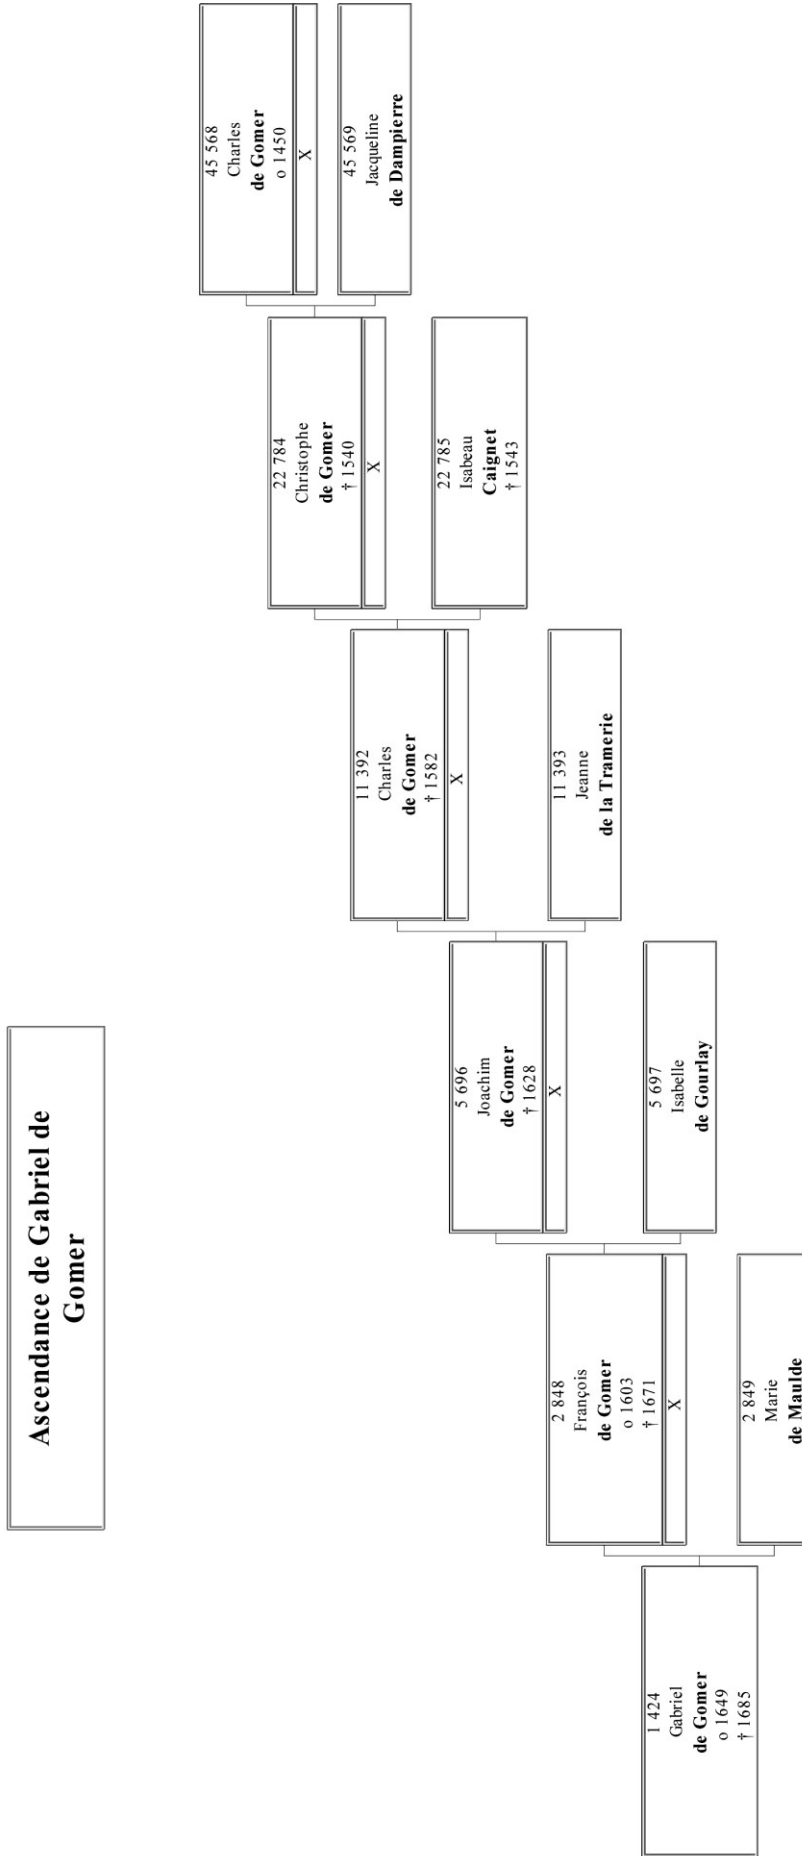 Ascendance de Gabriel de
Gomer
1 424
Gabriel
de Gomer
o 1649
† 1685
2 848
François
de Gomer
o 1603
† 1671
X
2 849
Marie
de Maulde
5 696
Joachim
de Gomer
† 1628
X
5 697
Isabelle
de Gourlay
11 392
Charles
de Gomer
† 1582
X
11 393
Jeanne
de la Tramerie
22 784
Christophe
de Gomer
† 1540
X
22 785
Isabeau
Caignet
† 1543
45 568
Charles
de Gomer
o 1450
X
45 569
Jacqueline
de Dampierre